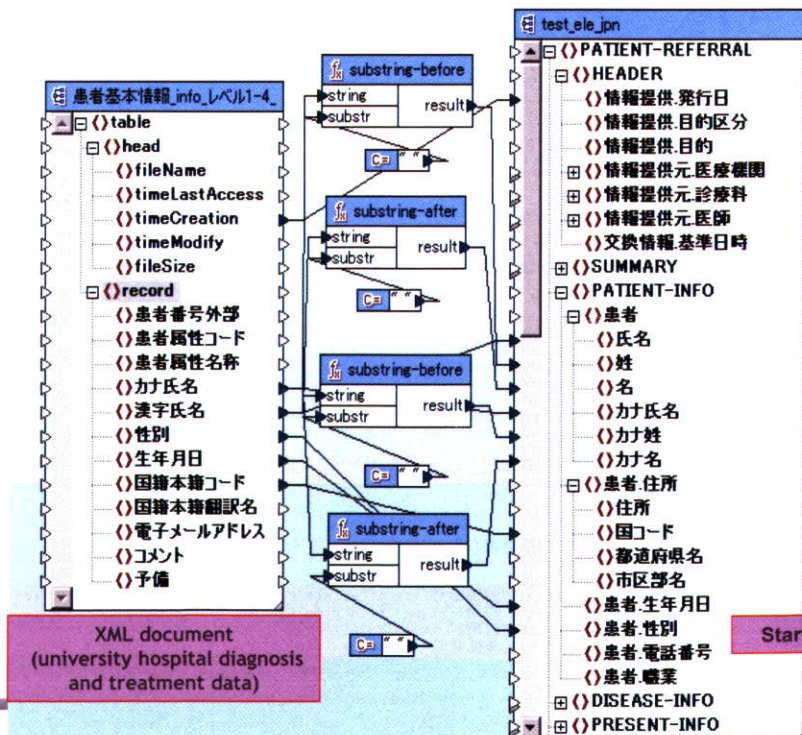 患者基本情報_info_レベル1-4_
table
head
fileName
timeLastAccess
timeCreation
timeModify
fileSize
record
患者番号外部
患者属性コード
患者属性名称
カナ氏名
漢字氏名
性別
生年月日
国籍本籍コード
国籍本籍翻訳名
電子メールアドレス
コメント
予備
XML document
(university hospital diagnosis
and treatment data)
substring-before
string
substr
result
C= " "
substring-after
string
substr
result
C= " "
substring-before
string
substr
result
C= " "
substring-after
string
substr
result
C= " "
test_ele_jpn
PATIENT-REFERRAL
HEADER
情報提供.発行日
情報提供.目的区分
情報提供.目的
情報提供元.医療機関
情報提供元.診療科
情報提供元.医師
交換情報.基準日時
SUMMARY
PATIENT-INFO
患者
氏名
姓
名
カナ氏名
カナ姓
カナ名
患者.住所
住所
国コード
都道府県名
市区部名
患者.生年月日
患者.性別
患者.電話番号
患者.職業
DISEASE-INFO
PRESENT-INFO
Star